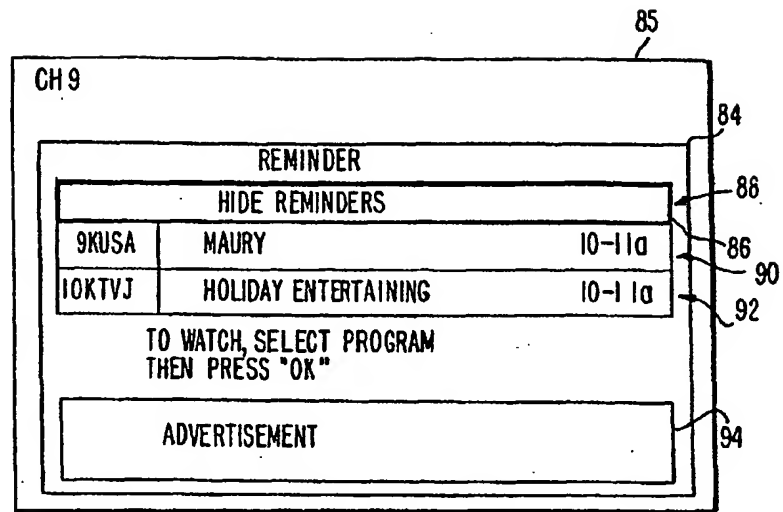 85
CH 9
84
REMINDER
HIDE REMINDERS
88
86
9KUSA MAURY 10-11a
90
10KTVJ HOLIDAY ENTERTAINING 10-11a
92
TO WATCH, SELECT PROGRAM
THEN PRESS "OK"
ADVERTISEMENT
94